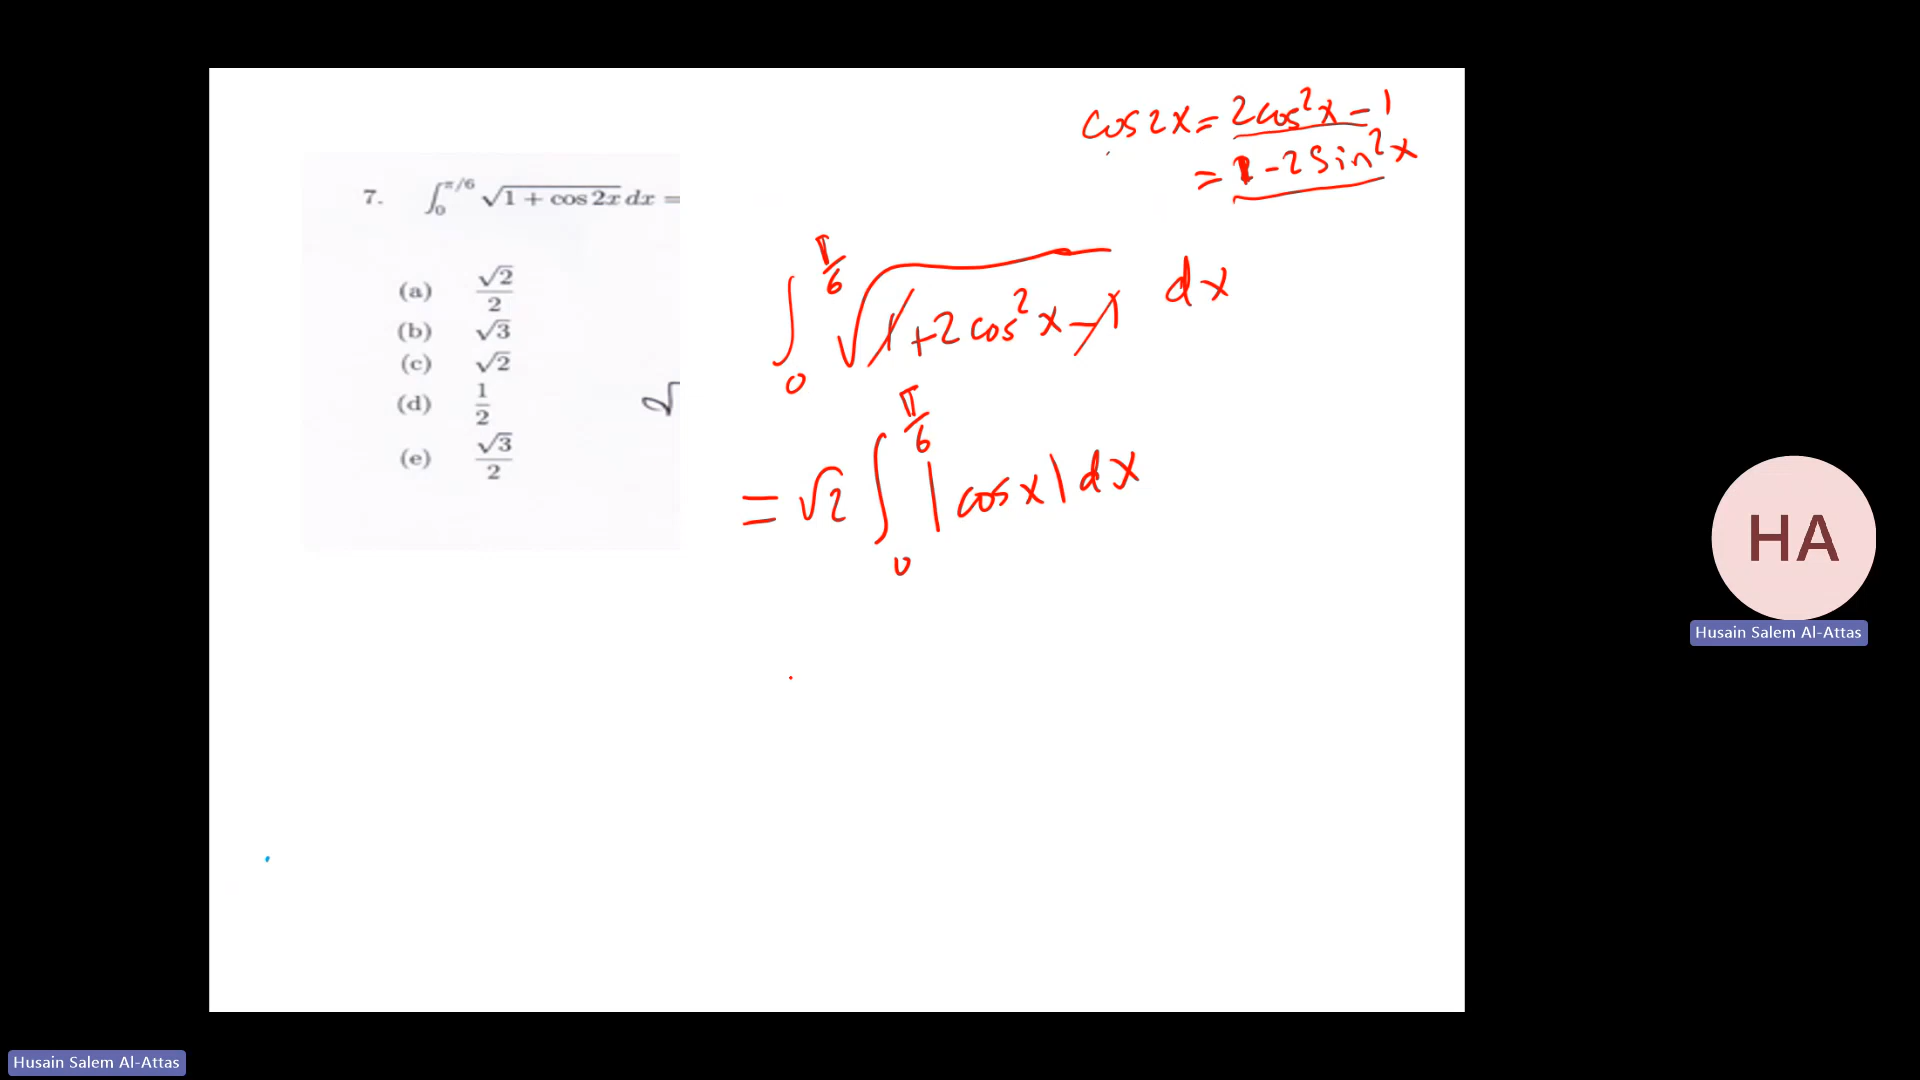 cos2x = 2cos²x - 1
= 1 - 2Sin²x
7. ∫₀^{π/6} √(1 + cos 2x) dx =
(a) √2/2
(b) √3
(c) √2
(d) 1/2
(e) √3/2
∫₀^{π/6} √(1 + 2cos²x - 1) dx
= √2 ∫₀^{π/6} |cos x| dx
HA
Husain Salem Al-Attas
Husain Salem Al-Attas